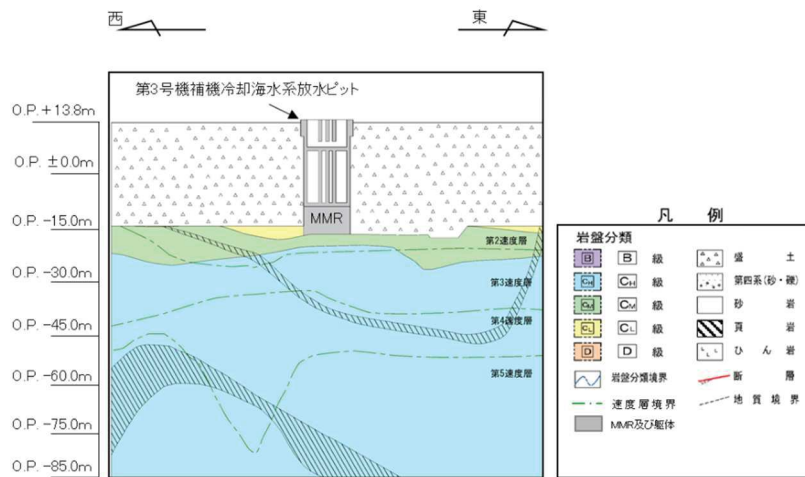 西
東
第3号機補機冷却海水系放水ピット
O.P.+13.8m
O.P. ±0.0m
O.P. -15.0m
O.P. -30.0m
O.P. -45.0m
O.P. -60.0m
O.P. -75.0m
O.P. -85.0m
MMR
第2速度層
第3速度層
第4速度層
第5速度層
凡 例
岩盤分類
B B 級
CH CH 級
CM CM 級
CL CL 級
D D 級
岩盤分類境界
速度層境界
MMR及び躯体
盛 土
第四系(砂・礫)
砂 岩
頁 岩
ひん 岩
断 層
地質境界